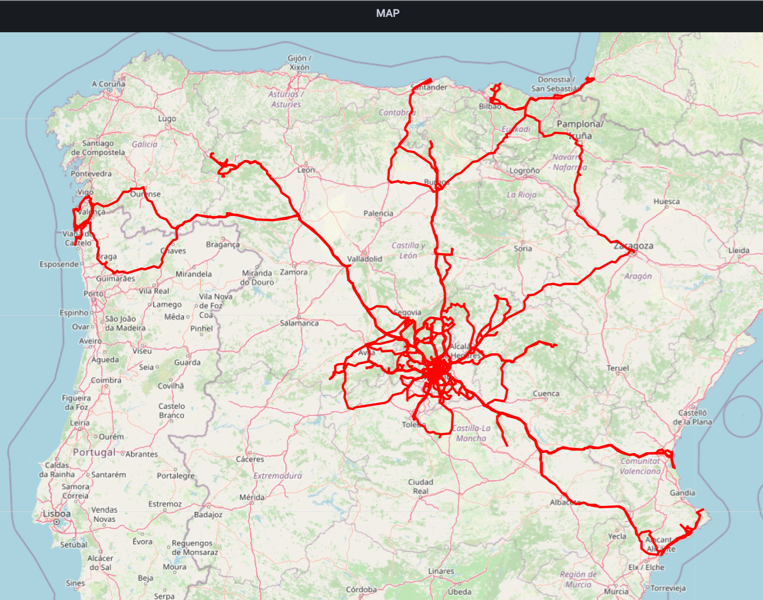 MAP
Gijón /
Xixón
A Coruña
Santander
Donostia /
San Sebastián
Asturias /
Asturies
Cantabria
Bilbao
Lugo
Euskadi
Pamplona/
Iruña
Santiago
de Compostela
Galicia
León
Navarra
- Nafarroa
Pontevedra
Logroño
Vigo
Ourense
Burgos
La Rioja
Huesca
Valença
Palencia
Viana do
Castelo
Chaves
Bragança
Castilla y
León
Soria
Zaragoza
Lleida
Esposende
Braga
Guimarães
Mirandela
Miranda
do Douro
Zamora
Valladolid
Aragón
Porto
Vila Real
Lamego
Vila Nova
de Foz
Coa
Espinho
São João
da Madeira
Mêda
Pinhel
Salamanca
Segovia
Ovar
Aveiro
Viseu
Ávila
Alcalá
Henares
Águeda
Seia
Guarda
Teruel
Coimbra
Covilhã
Cuenca
Figueira
da Foz
Castelo
Branco
Castelló
de la Plana
Leiria
Toledo
Castilla-La
Mancha
Portugal
Ourém
Abrantes
Caldas
da Rainha
Santarém
Cáceres
Comunitat
Valenciana
Samora
Correia
Portalegre
Extremadura
Ciudad
Real
Gandia
Mérida
Albacete
Lisboa
Vendas
Novas
Estremoz
Badajoz
Setúbal
Évora
Reguengos
de Monsaraz
Yecla
Alacant
Alicante
Alcácer
do Sal
Moura
Elx / Elche
Sines
Beja
Linares
Región de
Murcia
Torrevieja
Serpa
Córdoba
Úbeda
Murcia